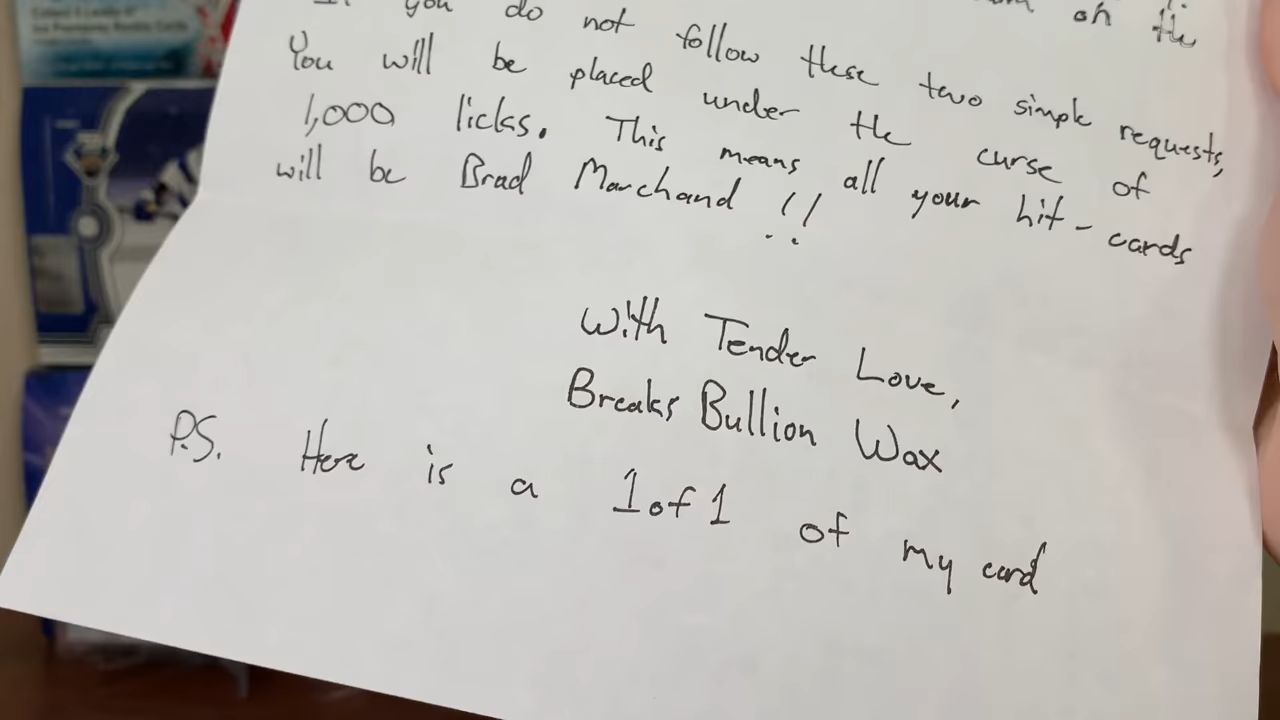 If you do not follow these two simple requests,
You will be placed under the curse of
1,000 licks. This means all your hit-cards
will be Brad Marchand !!
With Tender Love,
Breaks Bullion Wax
P.S. Here is a 1 of 1 of my card